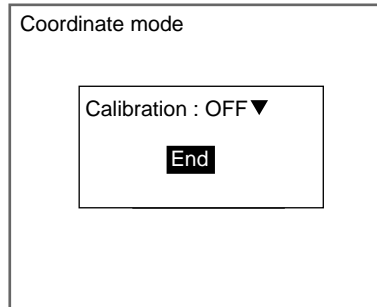 Coordinate mode
Calibration : OFF▼
End